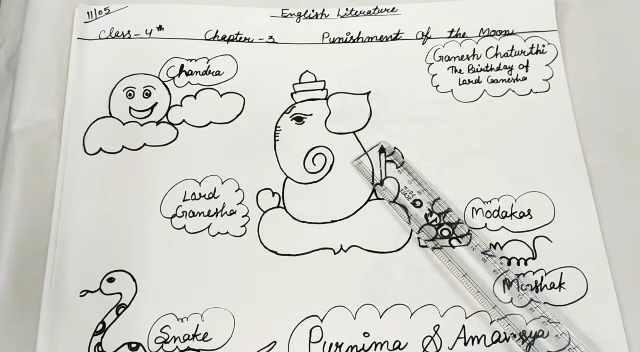 11/05
English Literature
Class-4th
Chapter-3
Punishment Of the Moon
Ganesh Chaturthi
The Birthday of
Lord Ganesha
Chandra
Lord
Ganesha
Modakas
Mooshak
Snake
Purnima & Amavasya